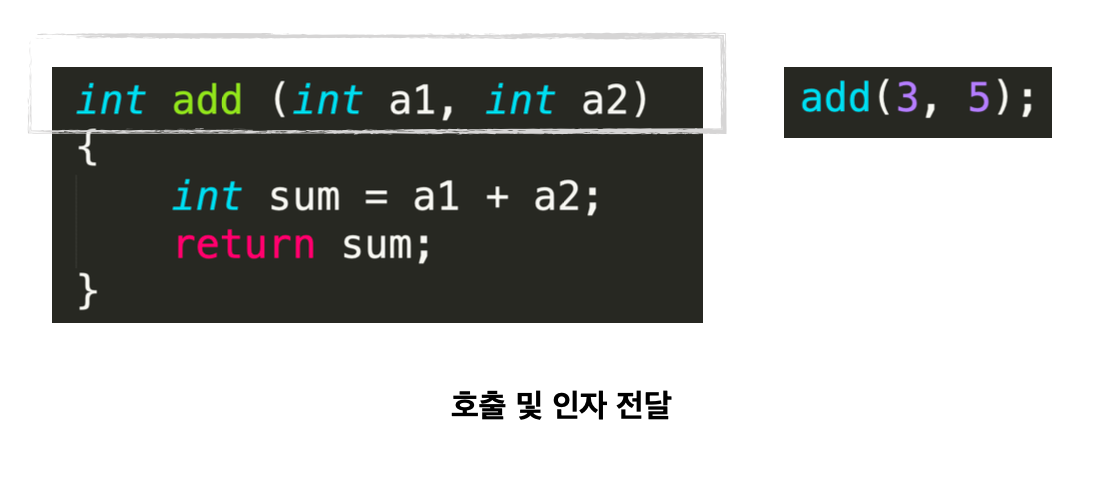 int add (int a1, int a2)
{
    int sum = a1 + a2;
    return sum;
}
add(3, 5);
호출 및 인자 전달